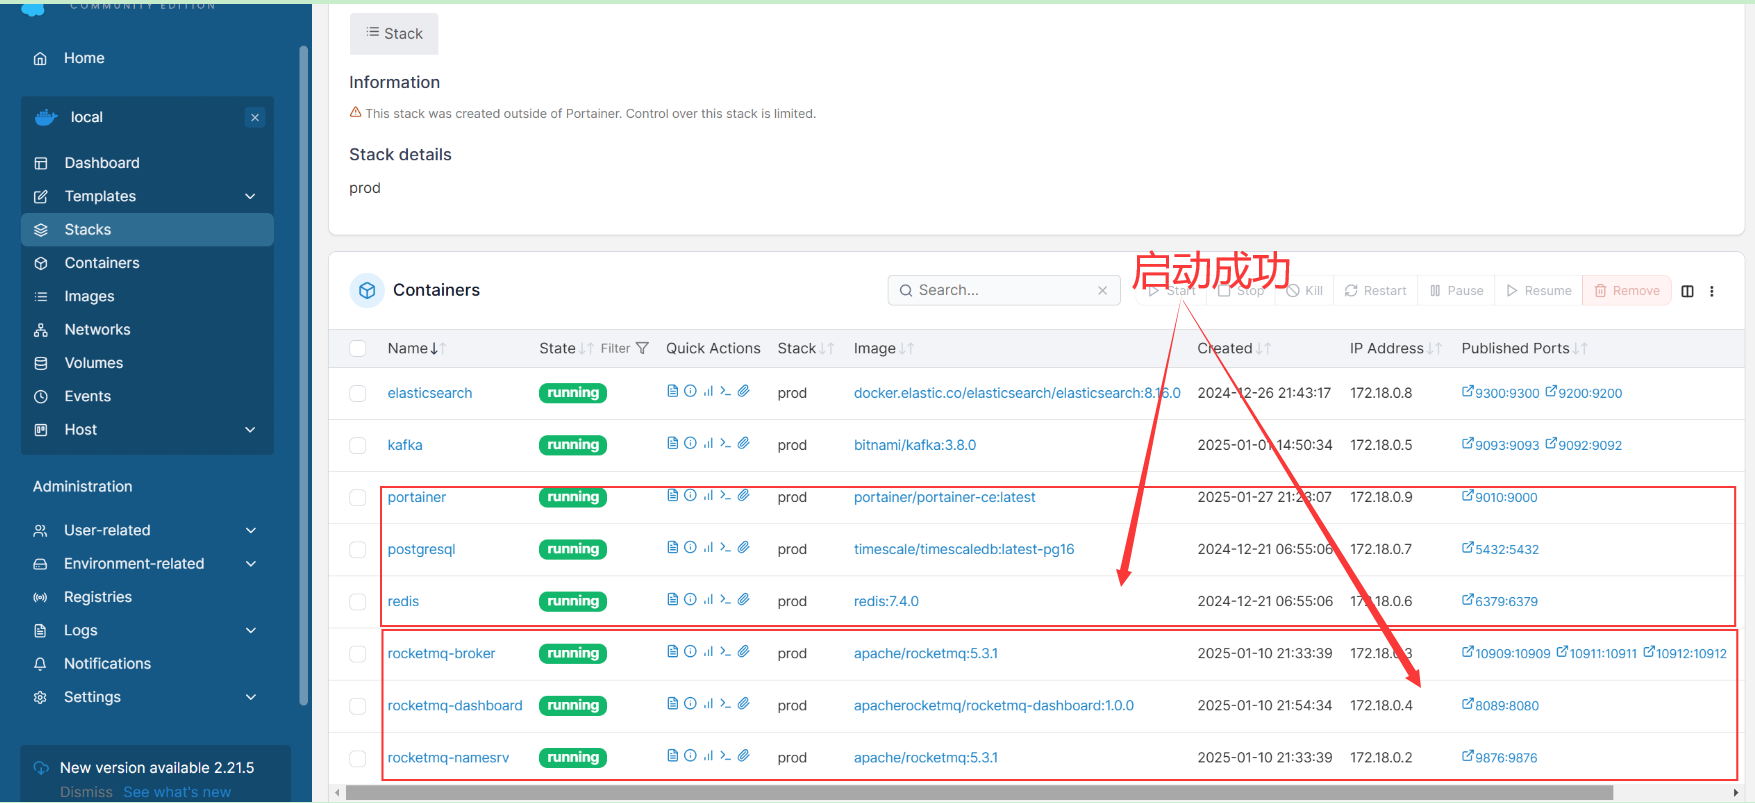 COMMUNITY EDITION
Home
local
Dashboard
Templates
Stacks
Containers
Images
Networks
Volumes
Events
Host
Administration
User-related
Environment-related
Registries
Logs
Notifications
Settings
New version available 2.21.5
Dismiss See what's new
Stack
Information
This stack was created outside of Portainer. Control over this stack is limited.
Stack details
prod
Containers
Search...
启动成功
Start Stop Kill Restart Pause Resume Remove
Name State Filter Quick Actions Stack Image Created IP Address Published Ports
elasticsearch running prod docker.elastic.co/elasticsearch/elasticsearch:8.16.0 2024-12-26 21:43:17 172.18.0.8 9300:9300 9200:9200
kafka running prod bitnami/kafka:3.8.0 2025-01-01 14:50:34 172.18.0.5 9093:9093 9092:9092
portainer running prod portainer/portainer-ce:latest 2025-01-27 21:23:07 172.18.0.9 9010:9000
postgresql running prod timescale/timescaledb:latest-pg16 2024-12-21 06:55:06 172.18.0.7 5432:5432
redis running prod redis:7.4.0 2024-12-21 06:55:06 172.18.0.6 6379:6379
rocketmq-broker running prod apache/rocketmq:5.3.1 2025-01-10 21:33:39 172.18.0.3 10909:10909 10911:10911 10912:10912
rocketmq-dashboard running prod apacherocketmq/rocketmq-dashboard:1.0.0 2025-01-10 21:54:34 172.18.0.4 8089:8080
rocketmq-namesrv running prod apache/rocketmq:5.3.1 2025-01-10 21:33:39 172.18.0.2 9876:9876